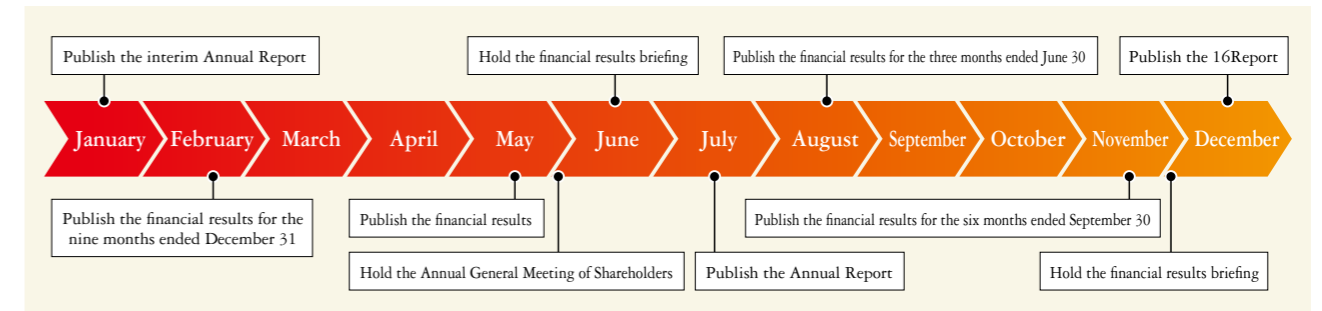 Publish the interim Annual Report
Hold the financial results briefing
Publish the financial results for the three months ended June 30
Publish the 16Report
January
February
March
April
May
June
July
August
September
October
November
December
Publish the financial results for the
nine months ended December 31
Publish the financial results
Publish the financial results for the six months ended September 30
Hold the Annual General Meeting of Shareholders
Publish the Annual Report
Hold the financial results briefing